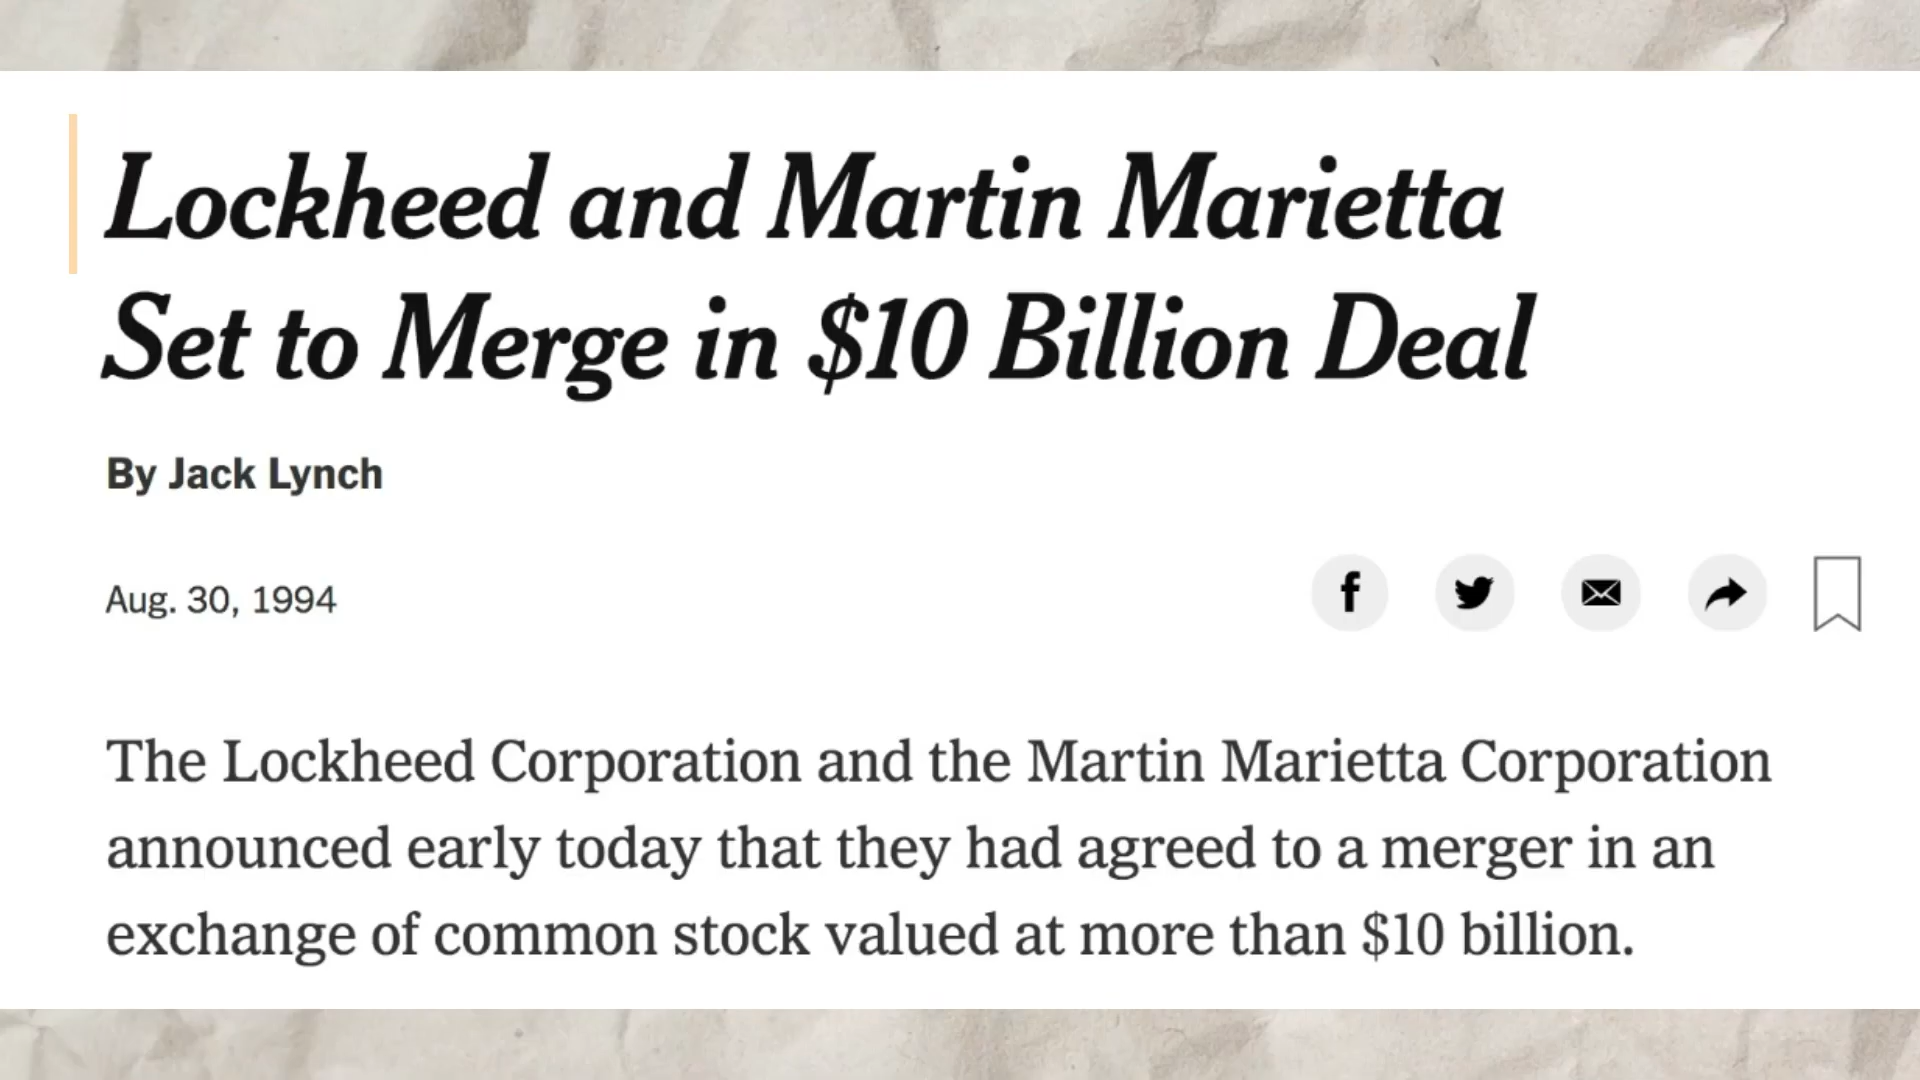 Lockheed and Martin Marietta
Set to Merge in $10 Billion Deal
By Jack Lynch
Aug. 30, 1994
The Lockheed Corporation and the Martin Marietta Corporation
announced early today that they had agreed to a merger in an
exchange of common stock valued at more than $10 billion.